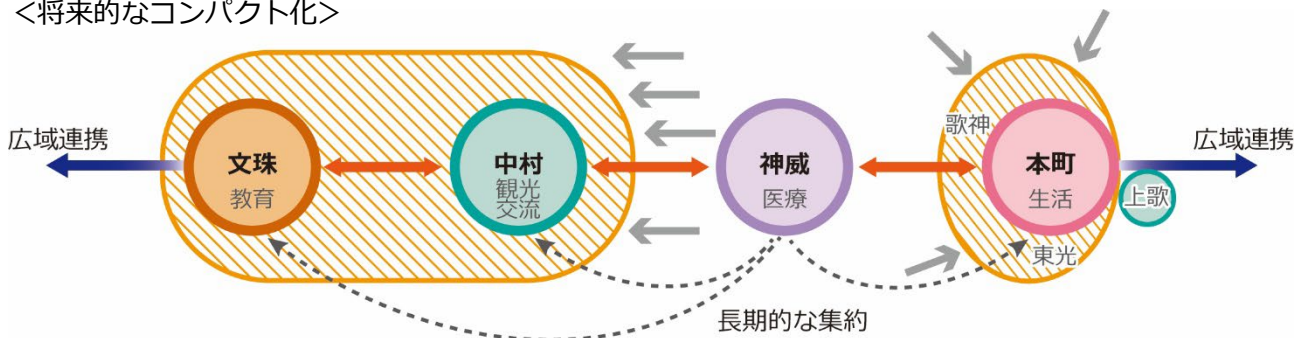 <将来的なコンパクト化>
広域連携
文珠
教育
中村
観光
交流
神威
医療
歌神
本町
生活
東光
上歌
広域連携
長期的な集約